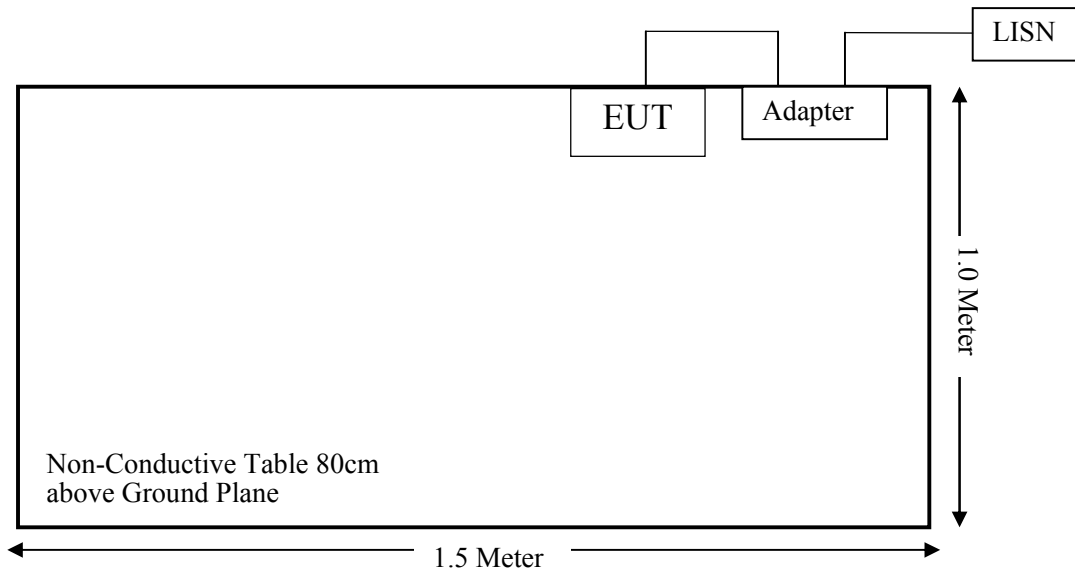 LISN
EUT
Adapter
1.0 Meter
Non-Conductive Table 80cm
above Ground Plane
1.5 Meter